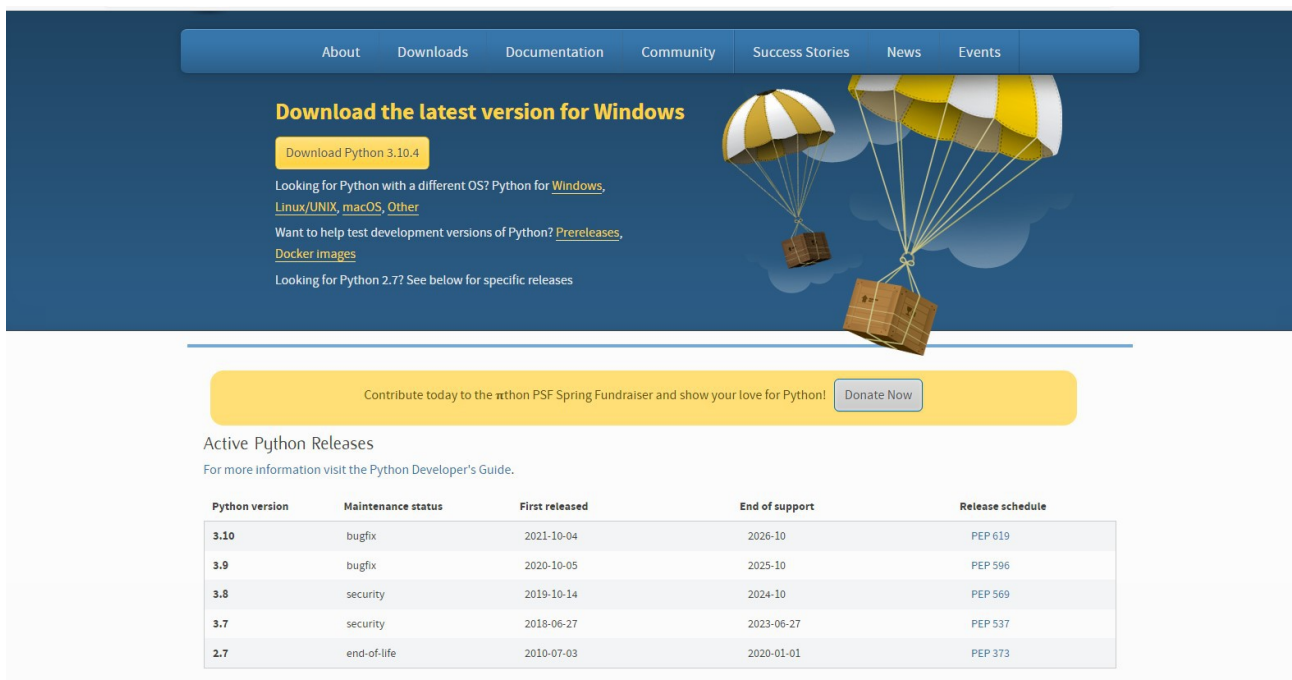 About Downloads Documentation Community Success Stories News Events
Download the latest version for Windows
Download Python 3.10.4
Looking for Python with a different OS? Python for Windows,
Linux/UNIX, macOS, Other
Want to help test development versions of Python? Prereleases,
Docker images
Looking for Python 2.7? See below for specific releases
Contribute today to the πthon PSF Spring Fundraiser and show your love for Python! Donate Now
Active Python Releases
For more information visit the Python Developer's Guide.
Python version Maintenance status First released End of support Release schedule
3.10 bugfix 2021-10-04 2026-10 PEP 619
3.9 bugfix 2020-10-05 2025-10 PEP 596
3.8 security 2019-10-14 2024-10 PEP 569
3.7 security 2018-06-27 2023-06-27 PEP 537
2.7 end-of-life 2010-07-03 2020-01-01 PEP 373